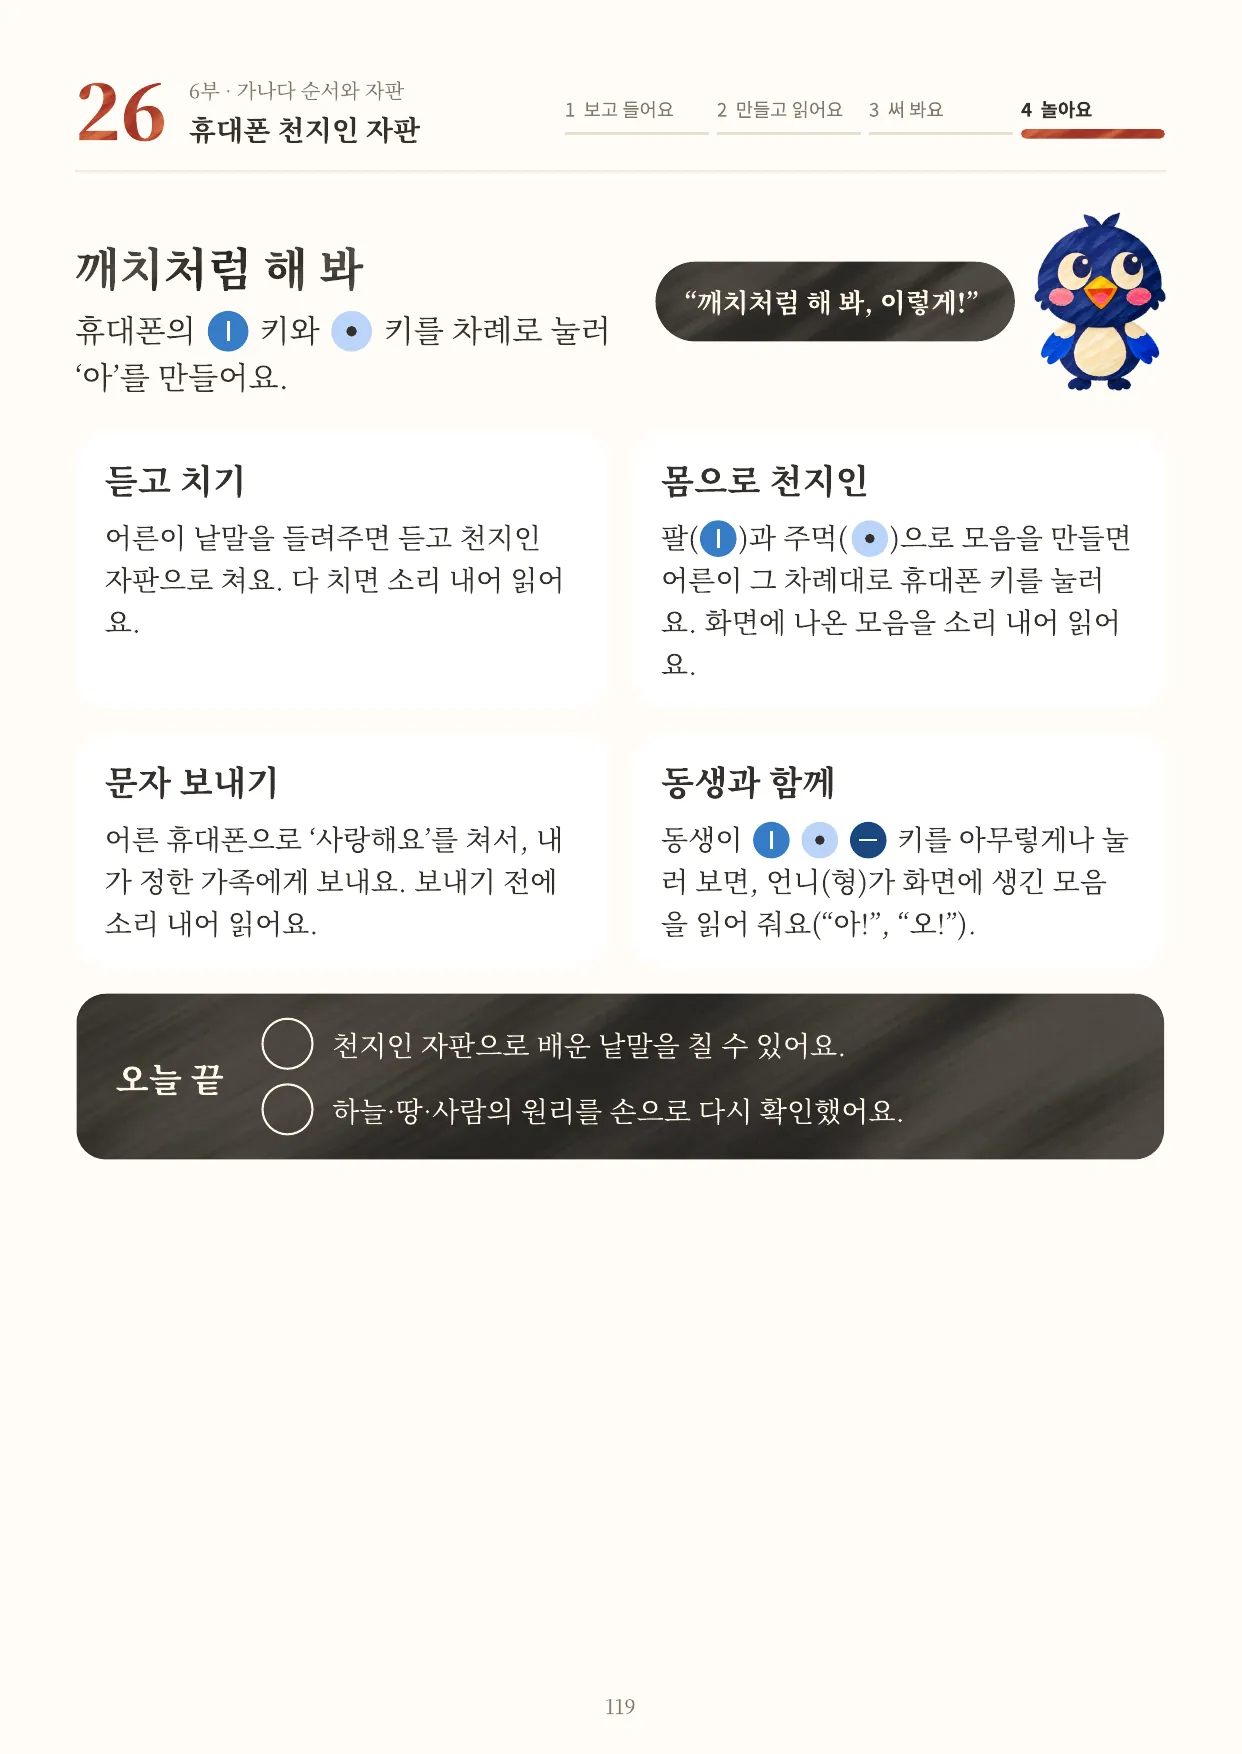 26
6부 · 가나다 순서와 자판
휴대폰 천지인 자판
1 보고 들어요
2 만들고 읽어요
3 써 봐요
4 놀아요
깨치처럼 해 봐
휴대폰의 ㅣ 키와 • 키를 차례로 눌러
‘아’를 만들어요.
“깨치처럼 해 봐, 이렇게!”
듣고 치기
어른이 낱말을 들려주면 듣고 천지인
자판으로 쳐요. 다 치면 소리 내어 읽어
요.
몸으로 천지인
팔(ㅣ)과 주먹(•)으로 모음을 만들면
어른이 그 차례대로 휴대폰 키를 눌러
요. 화면에 나온 모음을 소리 내어 읽어
요.
문자 보내기
어른 휴대폰으로 ‘사랑해요’를 쳐서, 내
가 정한 가족에게 보내요. 보내기 전에
소리 내어 읽어요.
동생과 함께
동생이 ㅣ • ㅡ 키를 아무렇게나 눌
러 보면, 언니(형)가 화면에 생긴 모음
을 읽어 줘요(“아!”, “오!”).
오늘 끝
천지인 자판으로 배운 낱말을 칠 수 있어요.
하늘·땅·사람의 원리를 손으로 다시 확인했어요.
119